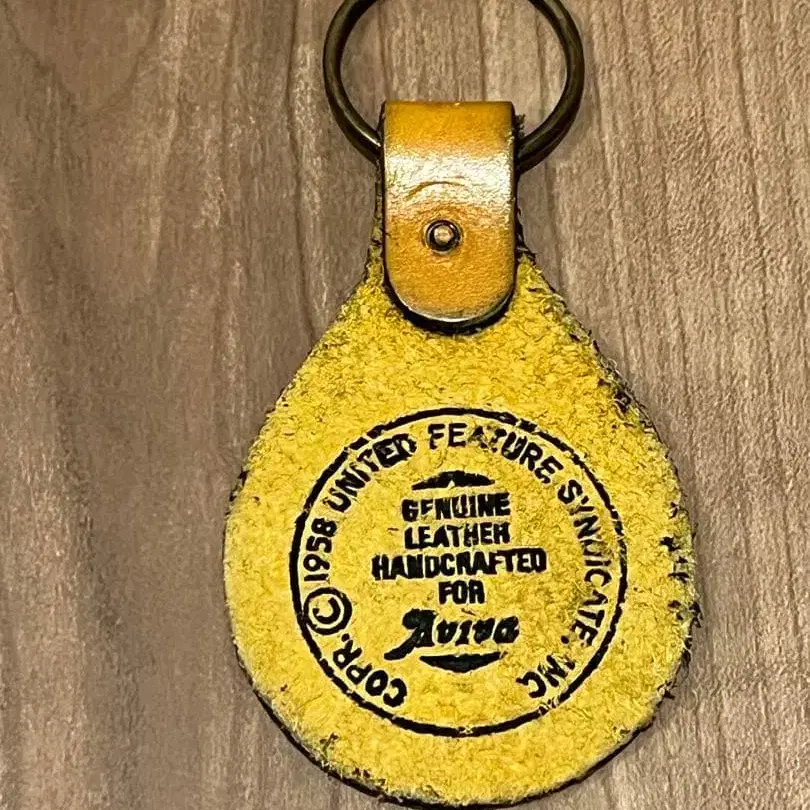 COPR. © 1958 UNITED FEATURE SYNDICATE, INC
GENUINE
LEATHER
HANDCRAFTED
FOR
Aviva